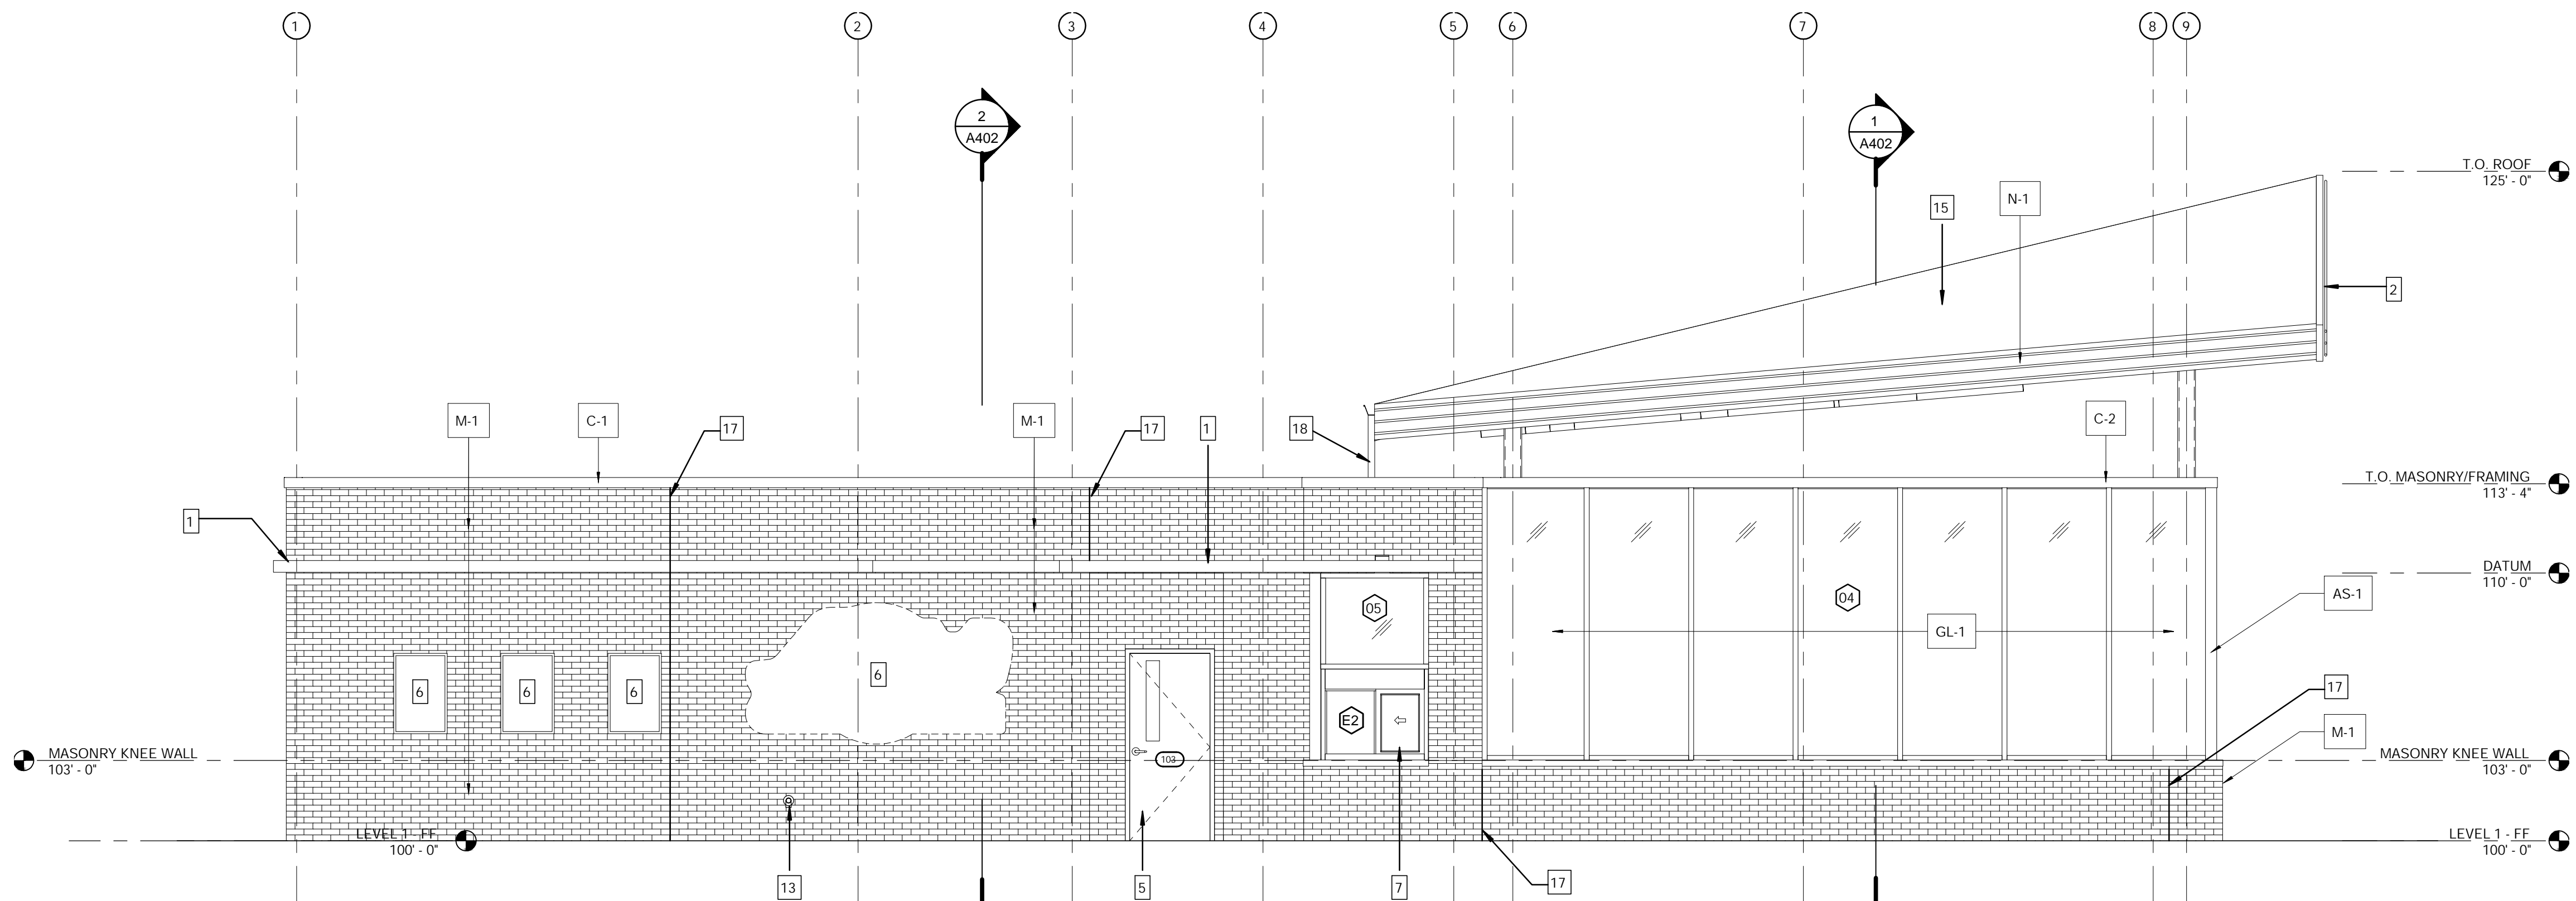 1
2
3
4
5
6
7
8
9
2
A402
1
A402
T.O. ROOF
125' - 0"
N-1
15
2
M-1
C-1
17
M-1
17
1
18
C-2
T.O. MASONRY/FRAMING
113' - 4"
1
DATUM
110' - 0"
05
04
AS-1
GL-1
6
6
6
6
17
E2
M-1
MASONRY KNEE WALL
103' - 0"
103
MASONRY KNEE WALL
103' - 0"
LEVEL 1 - FF
100' - 0"
LEVEL 1 - FF
100' - 0"
13
5
7
17